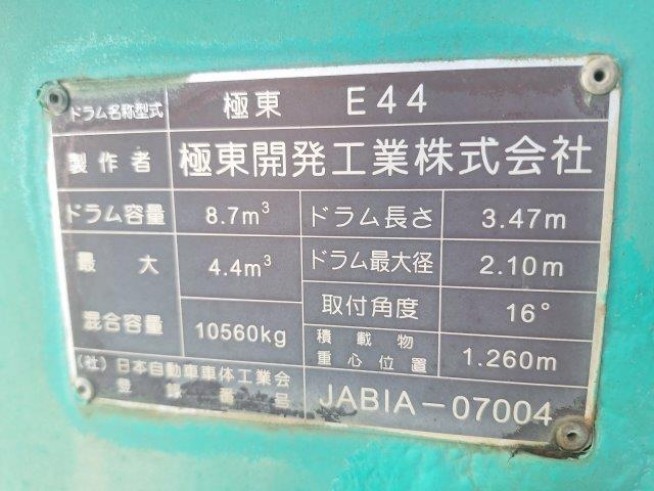 ドラム名称型式 極東 E44
製作者 極東開発工業株式会社
ドラム容量 8.7m³ ドラム長さ 3.47m
最大 4.4m³ ドラム最大径 2.10m
取付角度 16°
混合容量 10560kg 積載物
重心位置 1.260m
(社)日本自動車車体工業会
登録番号 JABIA-07004